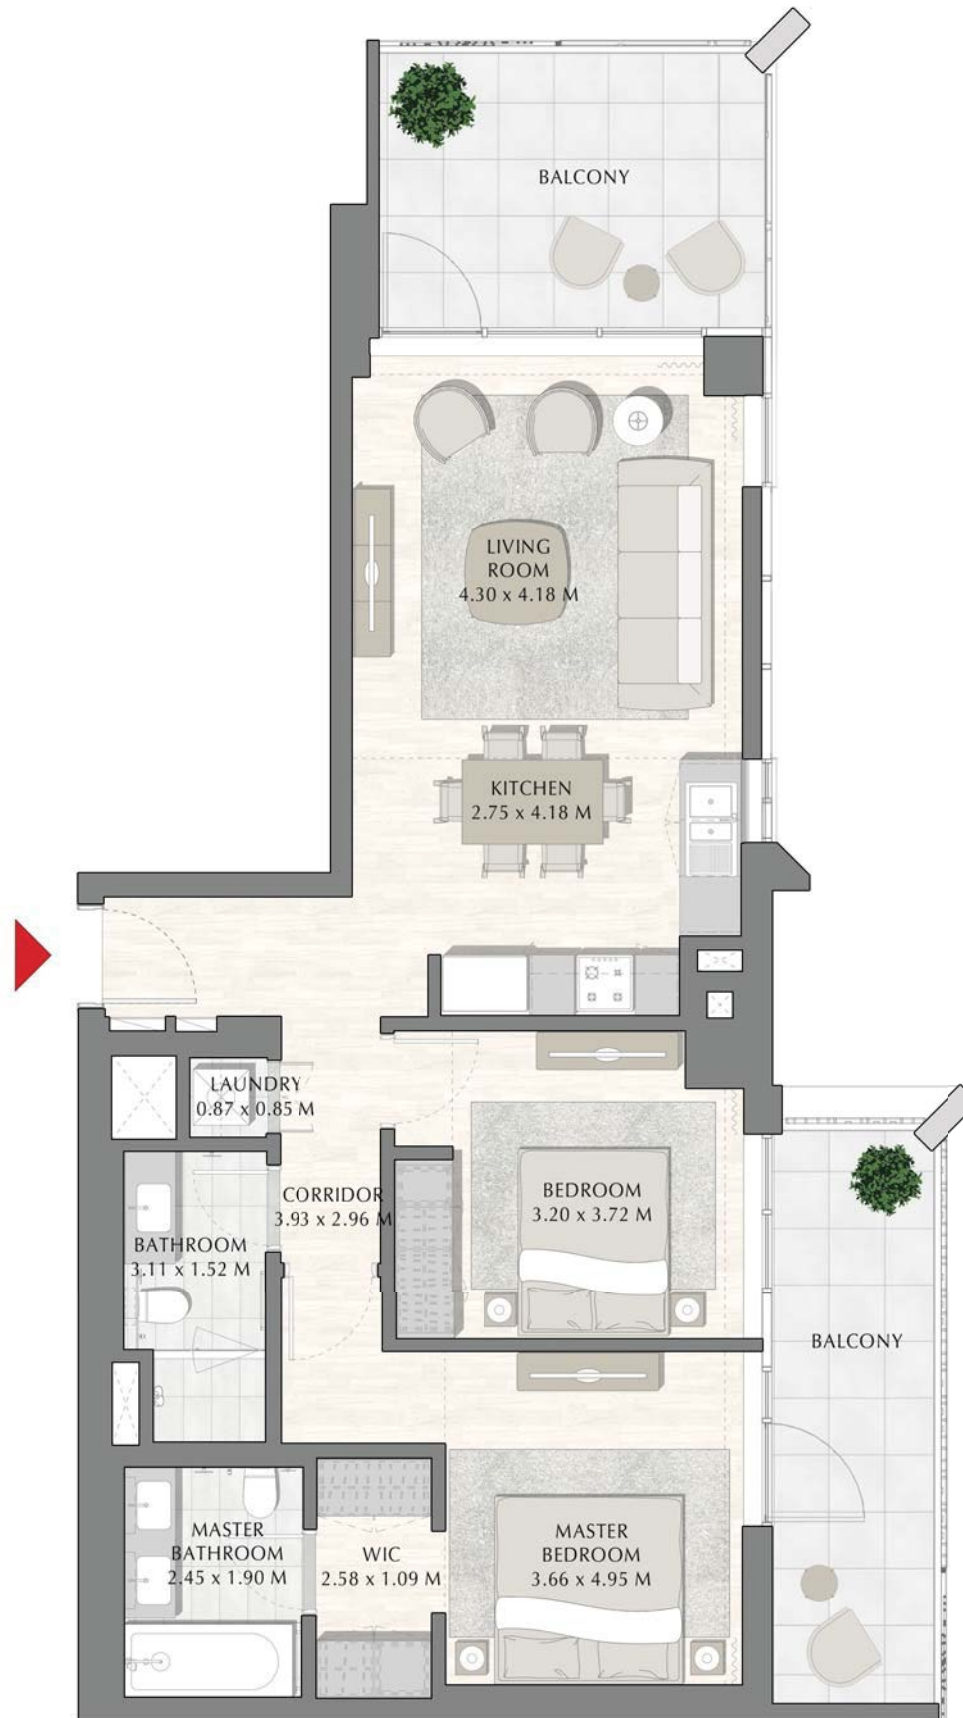 BALCONY
LIVING
ROOM
4.30 x 4.18 M
KITCHEN
2.75 x 4.18 M
LAUNDRY
0.87 x 0.85 M
CORRIDOR
3.93 x 2.96 M
BEDROOM
3.20 x 3.72 M
BATHROOM
3.11 x 1.52 M
BALCONY
MASTER
BATHROOM
2.45 x 1.90 M
WIC
2.58 x 1.09 M
MASTER
BEDROOM
3.66 x 4.95 M